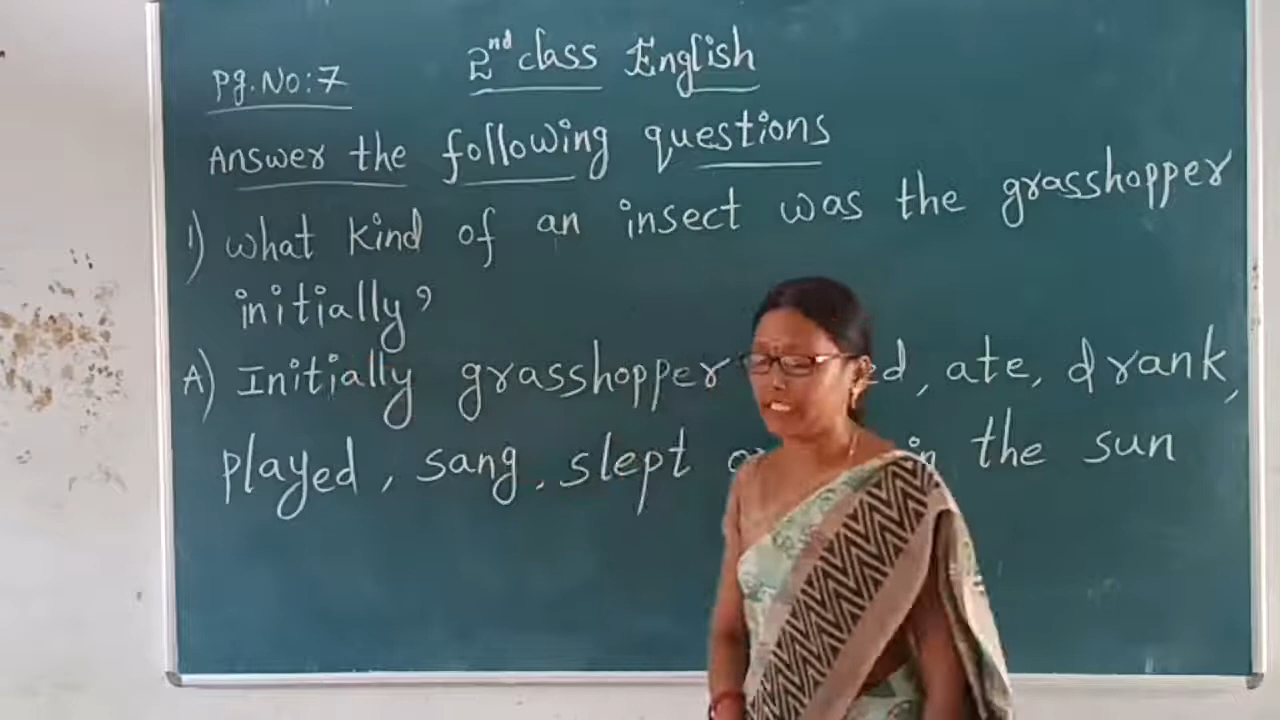 2nd class English
Pg.No:7
Answer the following questions
1) what kind of an insect was the grasshopper
initially?
A) Initially grasshopper ate, drank,
played, sang, slept in the sun